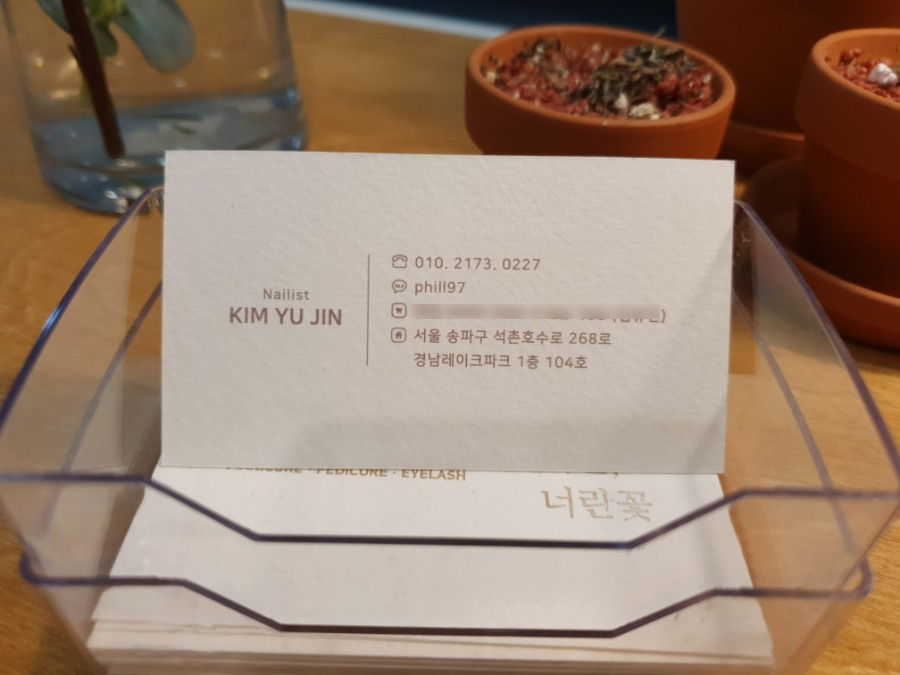 Nailist
KIM YU JIN
010. 2173. 0227
phill97
서울 송파구 석촌호수로 268로
경남레이크파크 1층 104호
PEDICURE · EYELASH
너란꽃